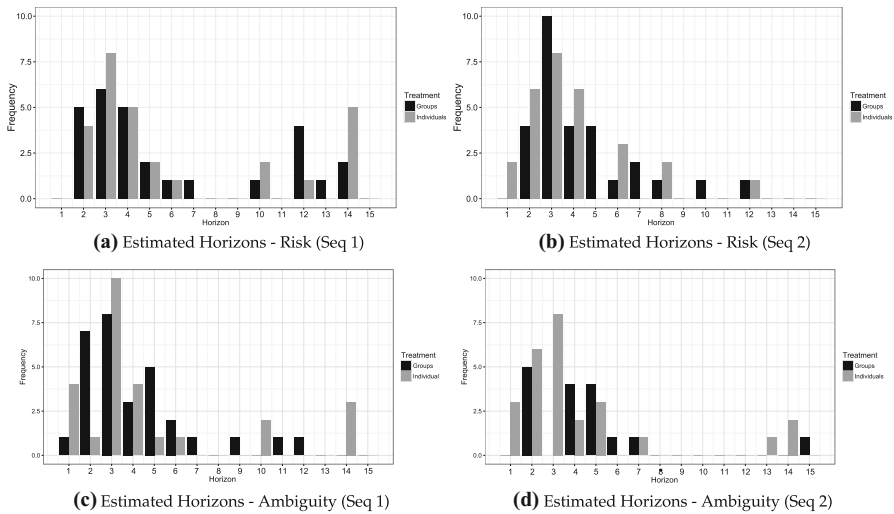 10.0
7.5
5.0
2.5
0.0
Frequency
1 2 3 4 5 6 7 8 9 10 11 12 13 14 15
Horizon
Treatment
Groups
Individuals
(a) Estimated Horizons - Risk (Seq 1)
10.0
7.5
5.0
2.5
0.0
Frequency
1 2 3 4 5 6 7 8 9 10 11 12 13 14 15
Horizon
Treatment
Groups
Individuals
(b) Estimated Horizons - Risk (Seq 2)
10.0
7.5
5.0
2.5
0.0
Frequency
1 2 3 4 5 6 7 8 9 10 11 12 13 14 15
Horizon
Treatment
Groups
Individual
(c) Estimated Horizons - Ambiguity (Seq 1)
10.0
7.5
5.0
2.5
0.0
Frequency
1 2 3 4 5 6 7 8 9 10 11 12 13 14 15
Horizon
Treatment
Groups
Individuals
(d) Estimated Horizons - Ambiguity (Seq 2)